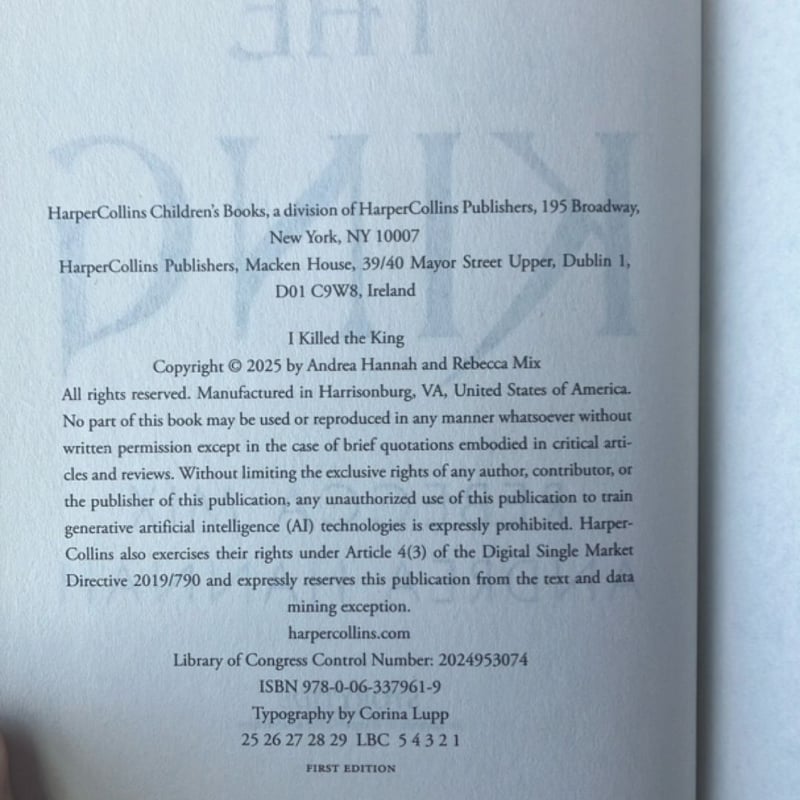 HarperCollins Children's Books, a division of HarperCollins Publishers, 195 Broadway,
New York, NY 10007
HarperCollins Publishers, Macken House, 39/40 Mayor Street Upper, Dublin 1,
D01 C9W8, Ireland
I Killed the King
Copyright © 2025 by Andrea Hannah and Rebecca Mix
All rights reserved. Manufactured in Harrisonburg, VA, United States of America.
No part of this book may be used or reproduced in any manner whatsoever without
written permission except in the case of brief quotations embodied in critical arti-
cles and reviews. Without limiting the exclusive rights of any author, contributor, or
the publisher of this publication, any unauthorized use of this publication to train
generative artificial intelligence (AI) technologies is expressly prohibited. Harper-
Collins also exercises their rights under Article 4(3) of the Digital Single Market
Directive 2019/790 and expressly reserves this publication from the text and data
mining exception.
harpercollins.com
Library of Congress Control Number: 2024953074
ISBN 978-0-06-337961-9
Typography by Corina Lupp
25 26 27 28 29 LBC 5 4 3 2 1
FIRST EDITION